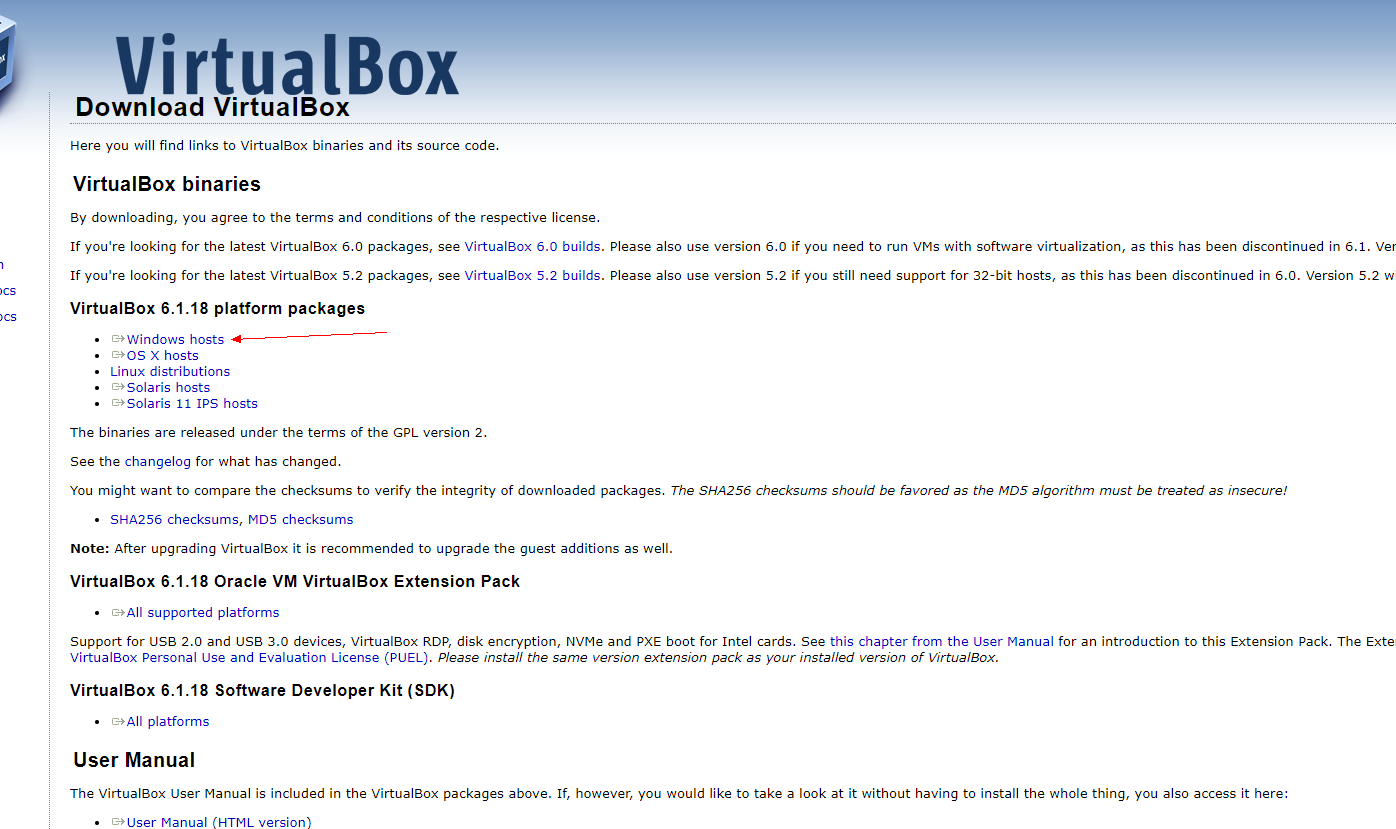 VirtualBox
Download VirtualBox
Here you will find links to VirtualBox binaries and its source code.
VirtualBox binaries
By downloading, you agree to the terms and conditions of the respective license.
If you're looking for the latest VirtualBox 6.0 packages, see VirtualBox 6.0 builds. Please also use version 6.0 if you need to run VMs with software virtualization, as this has been discontinued in 6.1. Ver
If you're looking for the latest VirtualBox 5.2 packages, see VirtualBox 5.2 builds. Please also use version 5.2 if you still need support for 32-bit hosts, as this has been discontinued in 6.0. Version 5.2 wi
ocs
ocs
VirtualBox 6.1.18 platform packages
Windows hosts
OS X hosts
Linux distributions
Solaris hosts
Solaris 11 IPS hosts
The binaries are released under the terms of the GPL version 2.
See the changelog for what has changed.
You might want to compare the checksums to verify the integrity of downloaded packages. The SHA256 checksums should be favored as the MD5 algorithm must be treated as insecure!
SHA256 checksums, MD5 checksums
Note: After upgrading VirtualBox it is recommended to upgrade the guest additions as well.
VirtualBox 6.1.18 Oracle VM VirtualBox Extension Pack
All supported platforms
Support for USB 2.0 and USB 3.0 devices, VirtualBox RDP, disk encryption, NVMe and PXE boot for Intel cards. See this chapter from the User Manual for an introduction to this Extension Pack. The Exte
VirtualBox Personal Use and Evaluation License (PUEL). Please install the same version extension pack as your installed version of VirtualBox.
VirtualBox 6.1.18 Software Developer Kit (SDK)
All platforms
User Manual
The VirtualBox User Manual is included in the VirtualBox packages above. If, however, you would like to take a look at it without having to install the whole thing, you also access it here:
User Manual (HTML version)